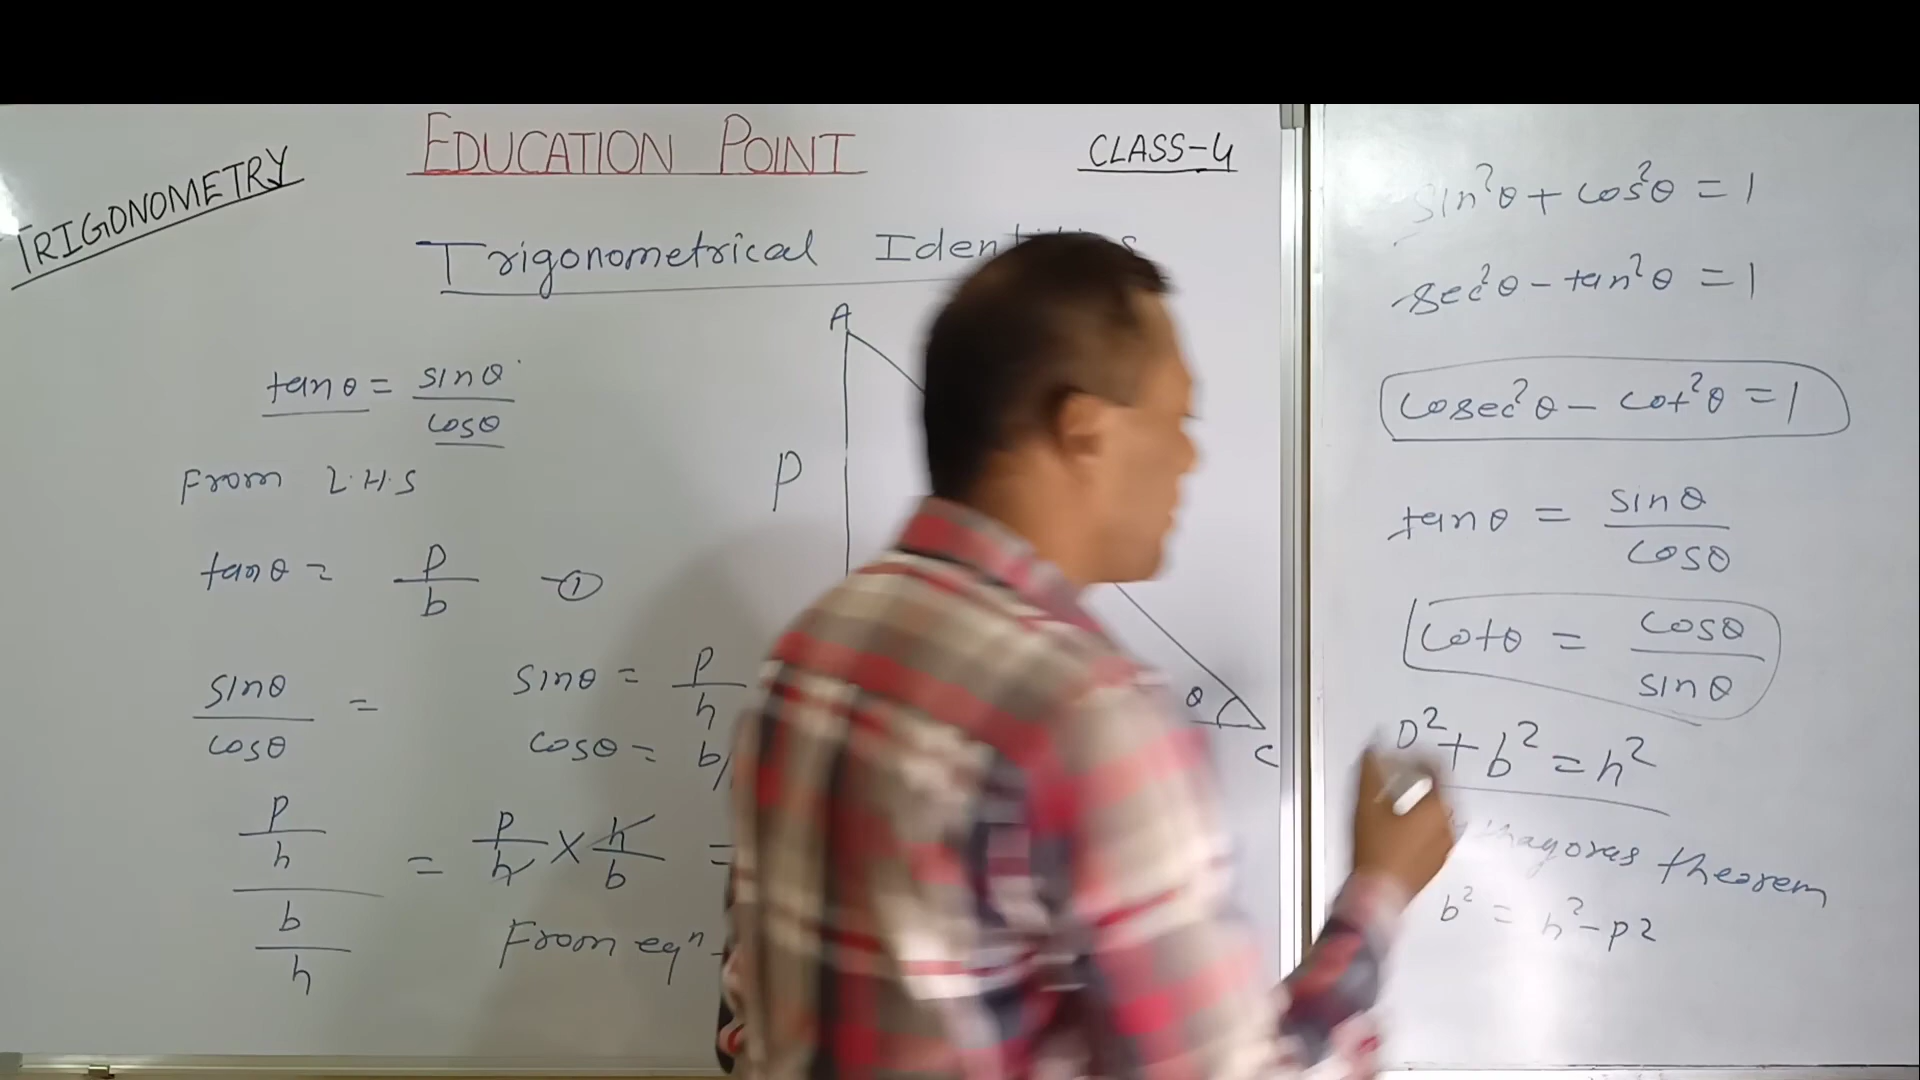 TRIGONOMETRY
EDUCATION POINT
CLASS-4
Trigonometrical
tanθ = sinθ
cosθ
From L.H.S
tanθ = p
b
-①
sinθ
cosθ
=
sinθ = p
h
cosθ = b/
p
h
b
h
= p
h
× h
b
=
From eqⁿ -
A
P
θ
C
sin²θ + cos²θ = 1
sec²θ - tan²θ = 1
cosec²θ - cot²θ = 1
tanθ = sinθ
cosθ
cotθ = cosθ
sinθ
p² + b² = h²
theorem
b² = h² - p2